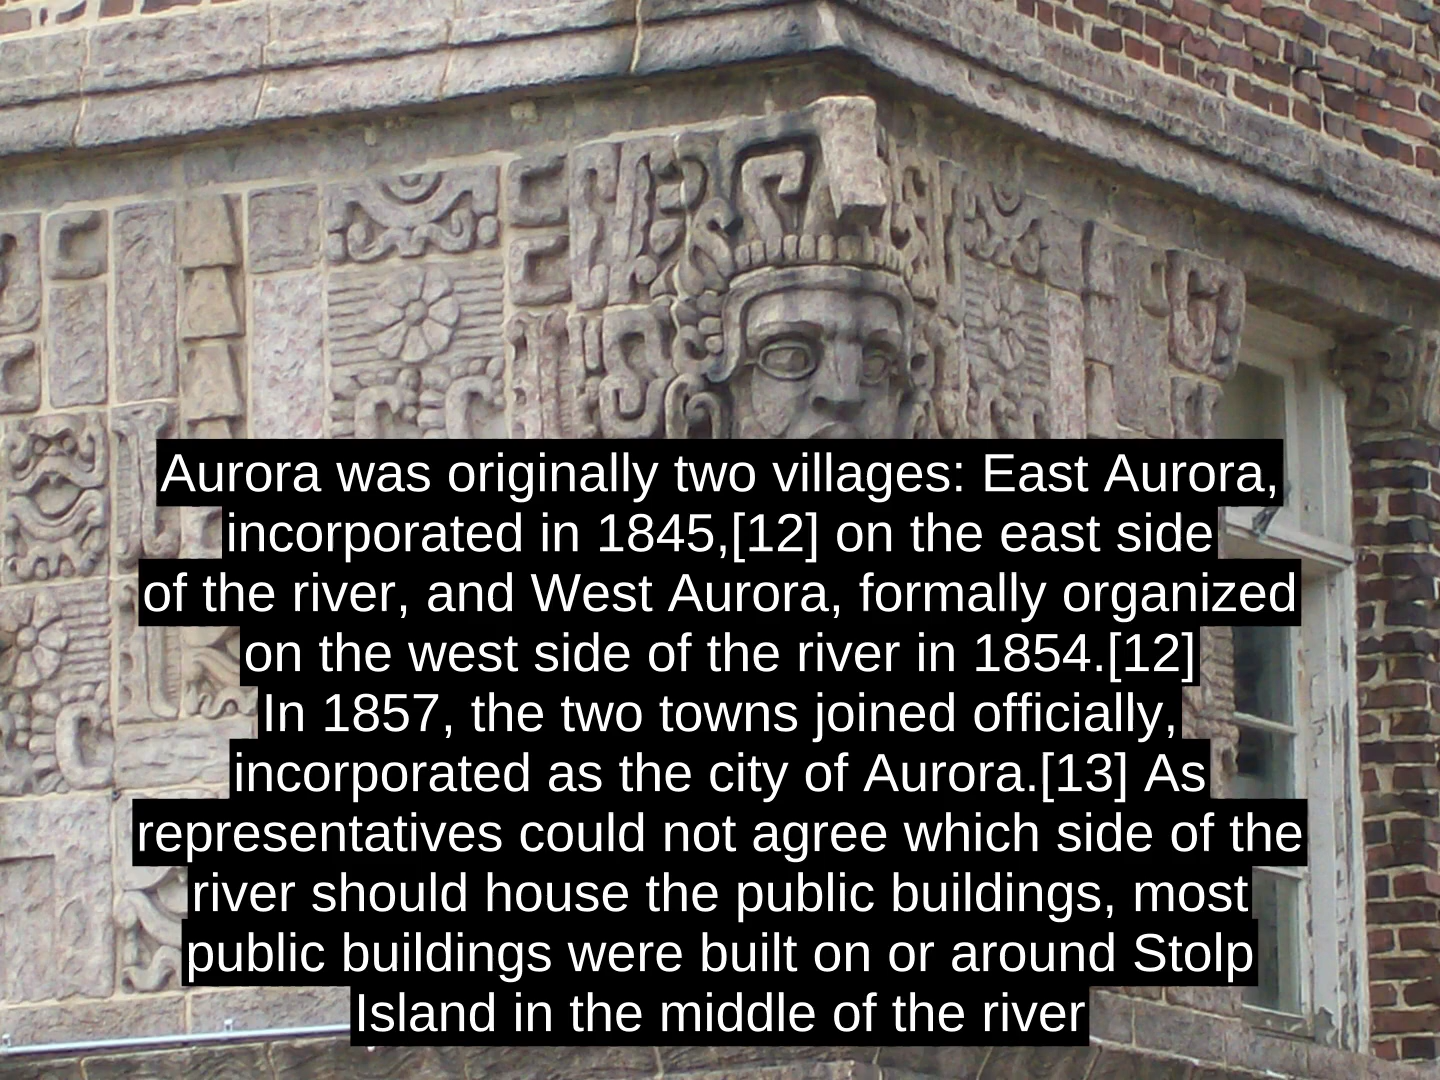 Aurora was originally two villages: East Aurora,
incorporated in 1845,[12] on the east side
of the river, and West Aurora, formally organized
on the west side of the river in 1854.[12]
In 1857, the two towns joined officially,
incorporated as the city of Aurora.[13] As
representatives could not agree which side of the
river should house the public buildings, most
public buildings were built on or around Stolp
Island in the middle of the river